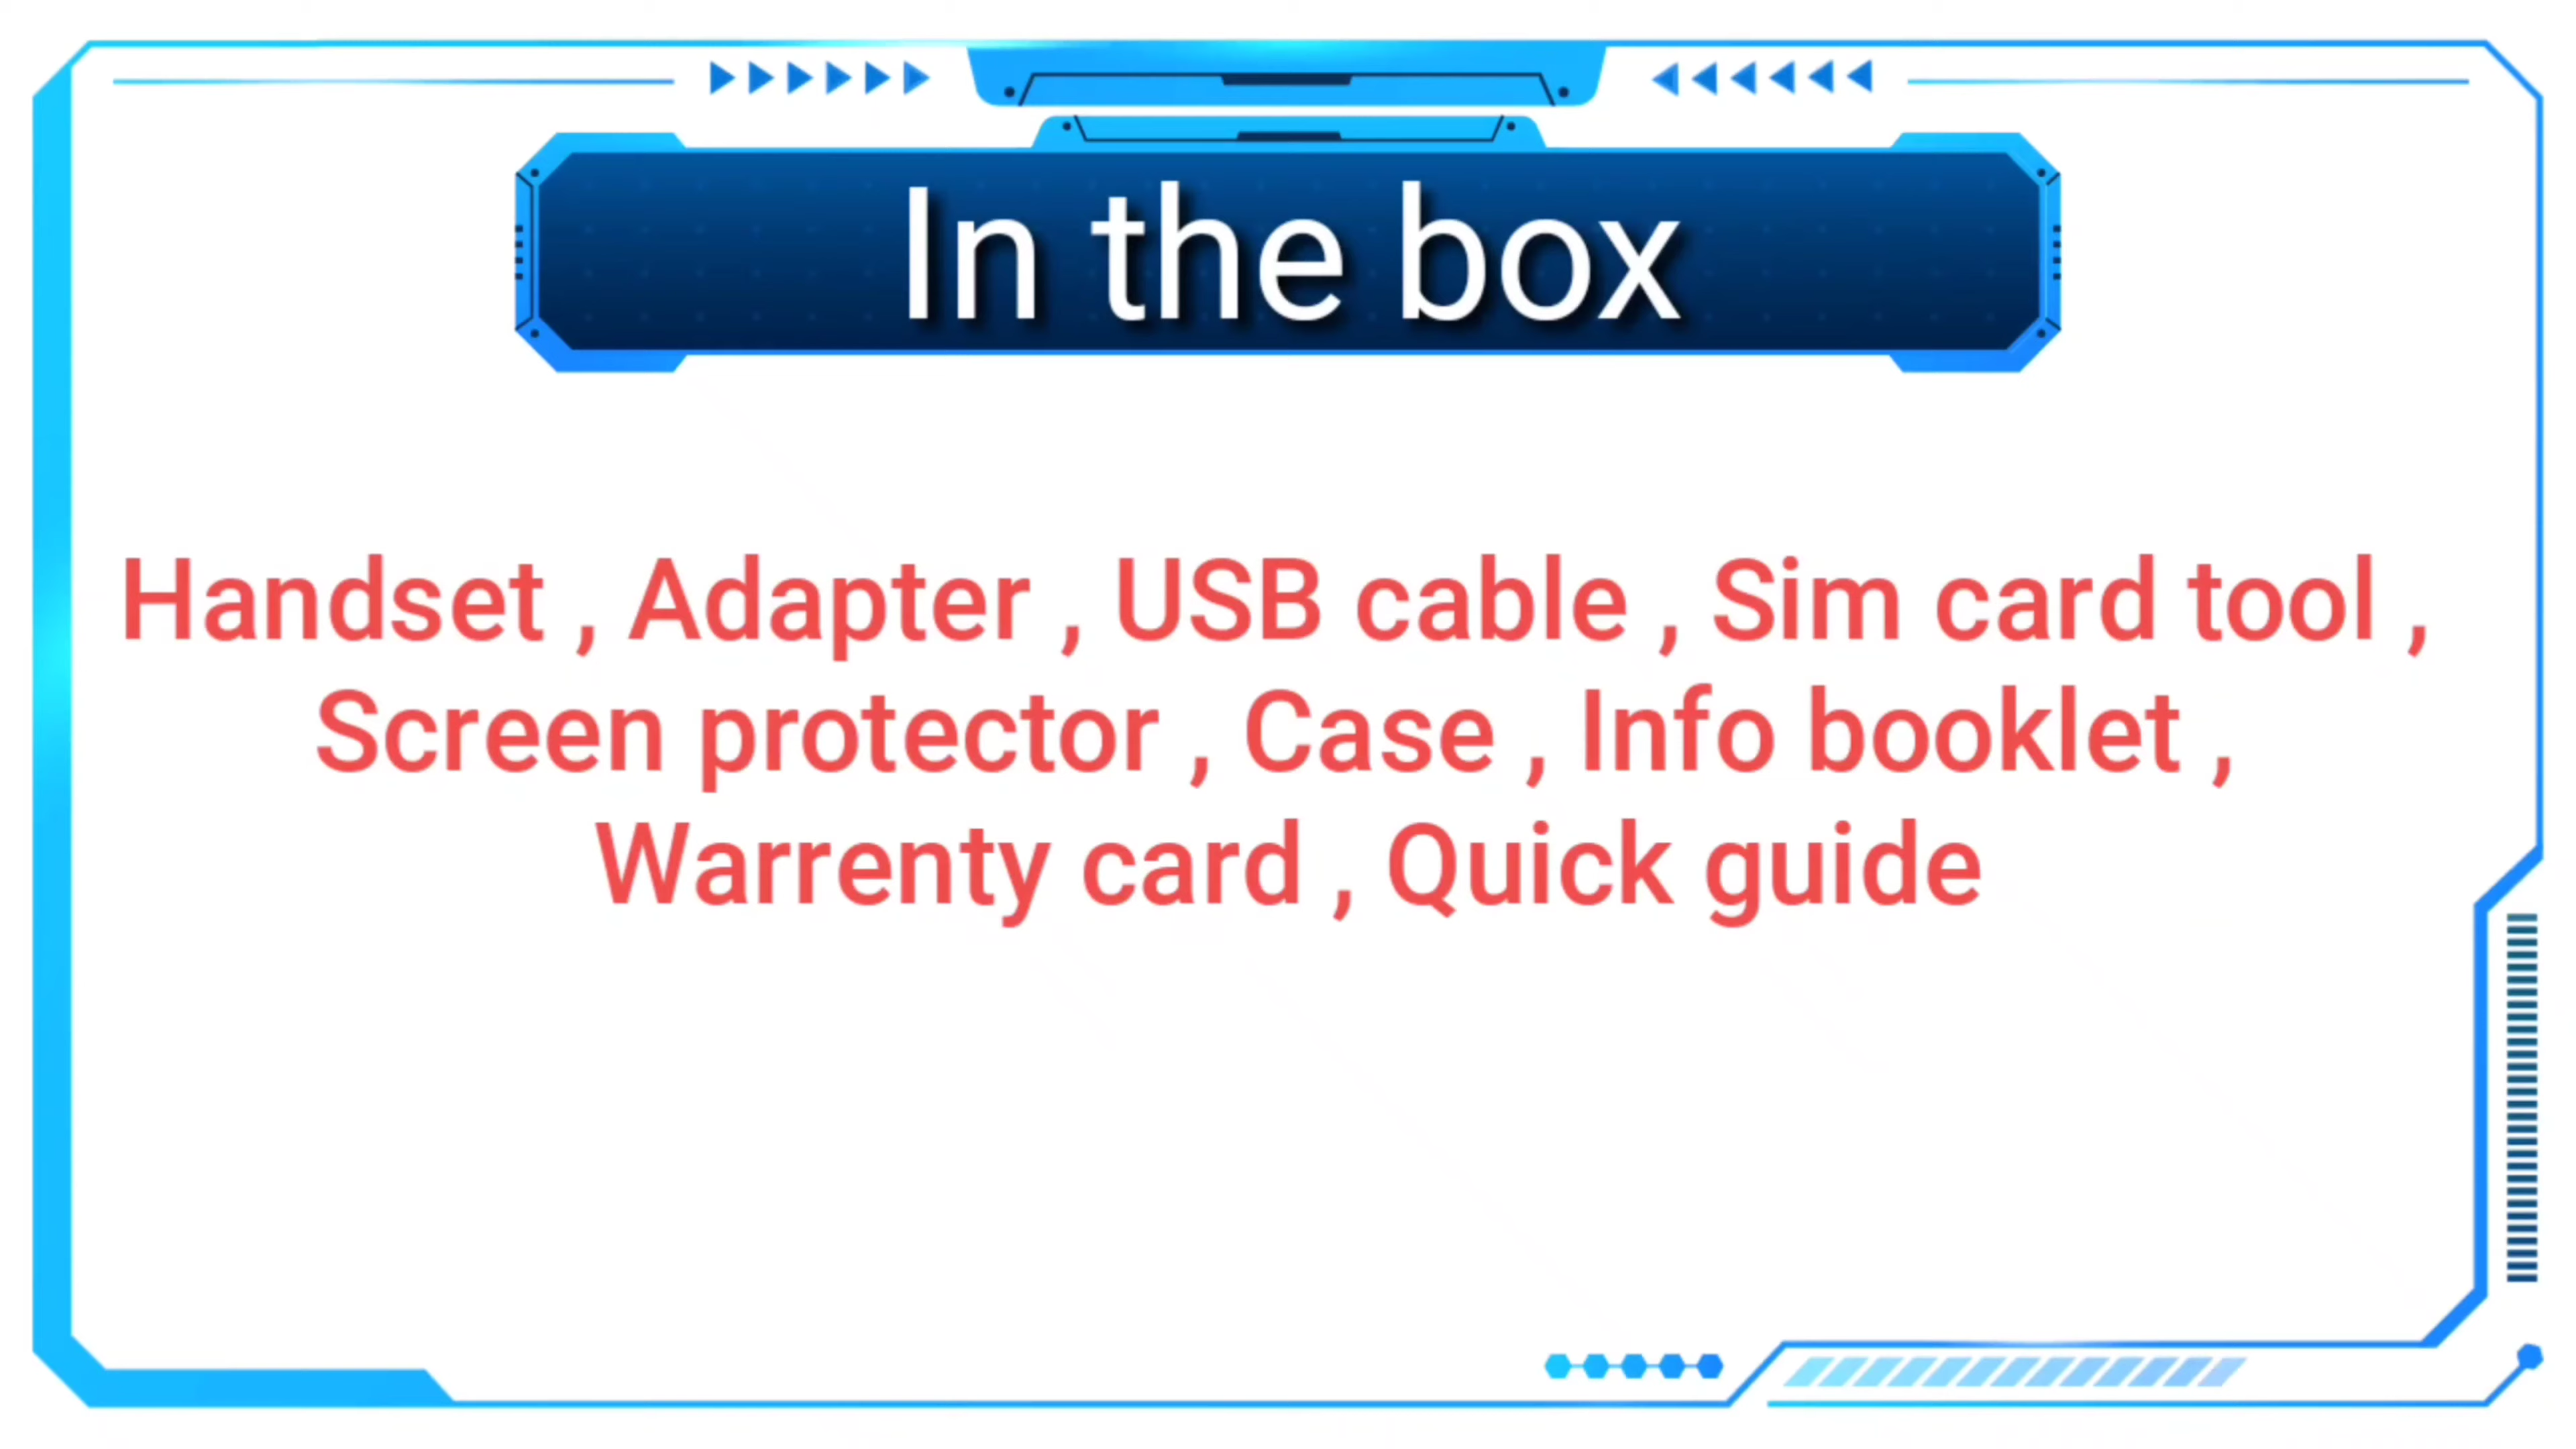 In the box
Handset , Adapter , USB cable , Sim card tool ,
Screen protector , Case , Info booklet ,
Warrenty card , Quick guide